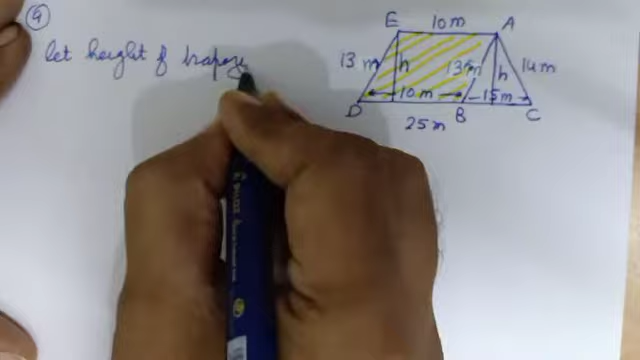 9
let height of trapez
E 10 m A
13 m h 13 m h 14 m
10 m 15 m
D B C
25 m